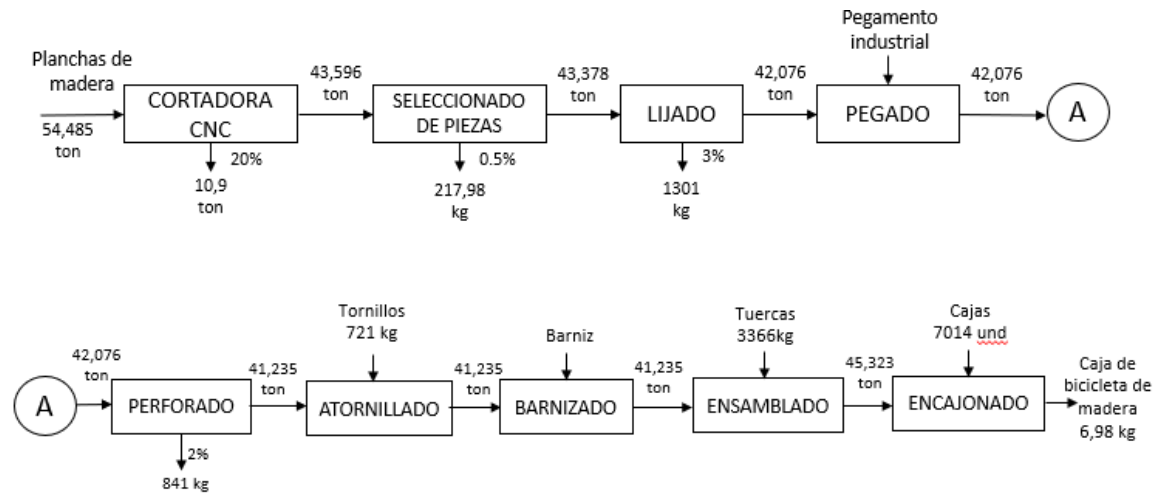 Planchas de
madera
54,485
ton
CORTADORA
CNC
20%
10,9
ton
43,596
ton
SELECCIONADO
DE PIEZAS
0.5%
217,98
kg
43,378
ton
LIJADO
3%
1301
kg
42,076
ton
Pegamento
industrial
PEGADO
42,076
ton
A
A
42,076
ton
PERFORADO
2%
841 kg
41,235
ton
Tornillos
721 kg
ATORNILLADO
41,235
ton
Barniz
BARNIZADO
41,235
ton
Tuercas
3366kg
ENSAMBLADO
45,323
ton
Cajas
7014 und
ENCAJONADO
Caja de
bicicleta de
madera
6,98 kg